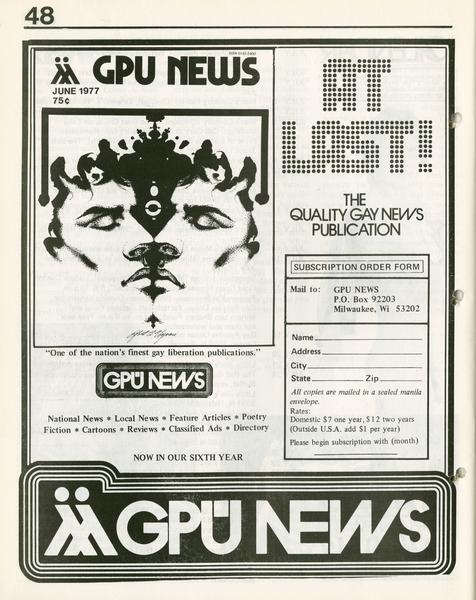 48
ISSN 0145-2402
GPU NEWS
JUNE 1977
75¢
AT
LAST!
THE
QUALITY GAY NEWS
PUBLICATION
SUBSCRIPTION ORDER FORM
Mail to: GPU NEWS
P.O. Box 92203
Milwaukee, Wi 53202
Name
Address
City
State Zip
All copies are mailed in a sealed manila
envelope.
Rates:
Domestic $7 one year, $12 two years
(Outside U.S.A. add $1 per year)
Please begin subscription with (month)
"One of the nation's finest gay liberation publications."
GPU NEWS
National News * Local News * Feature Articles * Poetry
Fiction * Cartoons * Reviews * Classified Ads * Directory
NOW IN OUR SIXTH YEAR
GPU NEWS